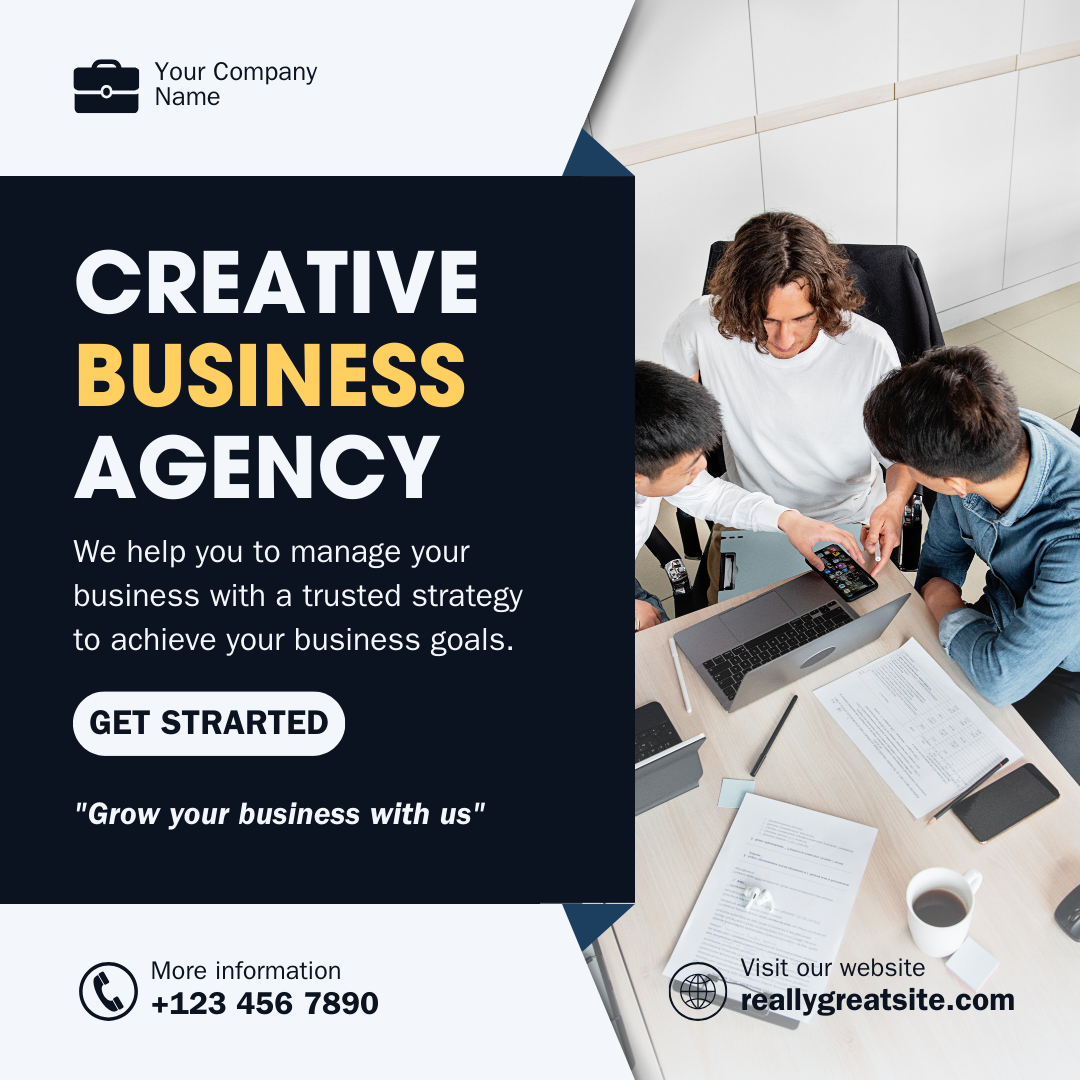 Your Company
Name
CREATIVE
BUSINESS
AGENCY
We help you to manage your
business with a trusted strategy
to achieve your business goals.
GET STRARTED
"Grow your business with us"
More information
+123 456 7890
Visit our website
reallygreatsite.com